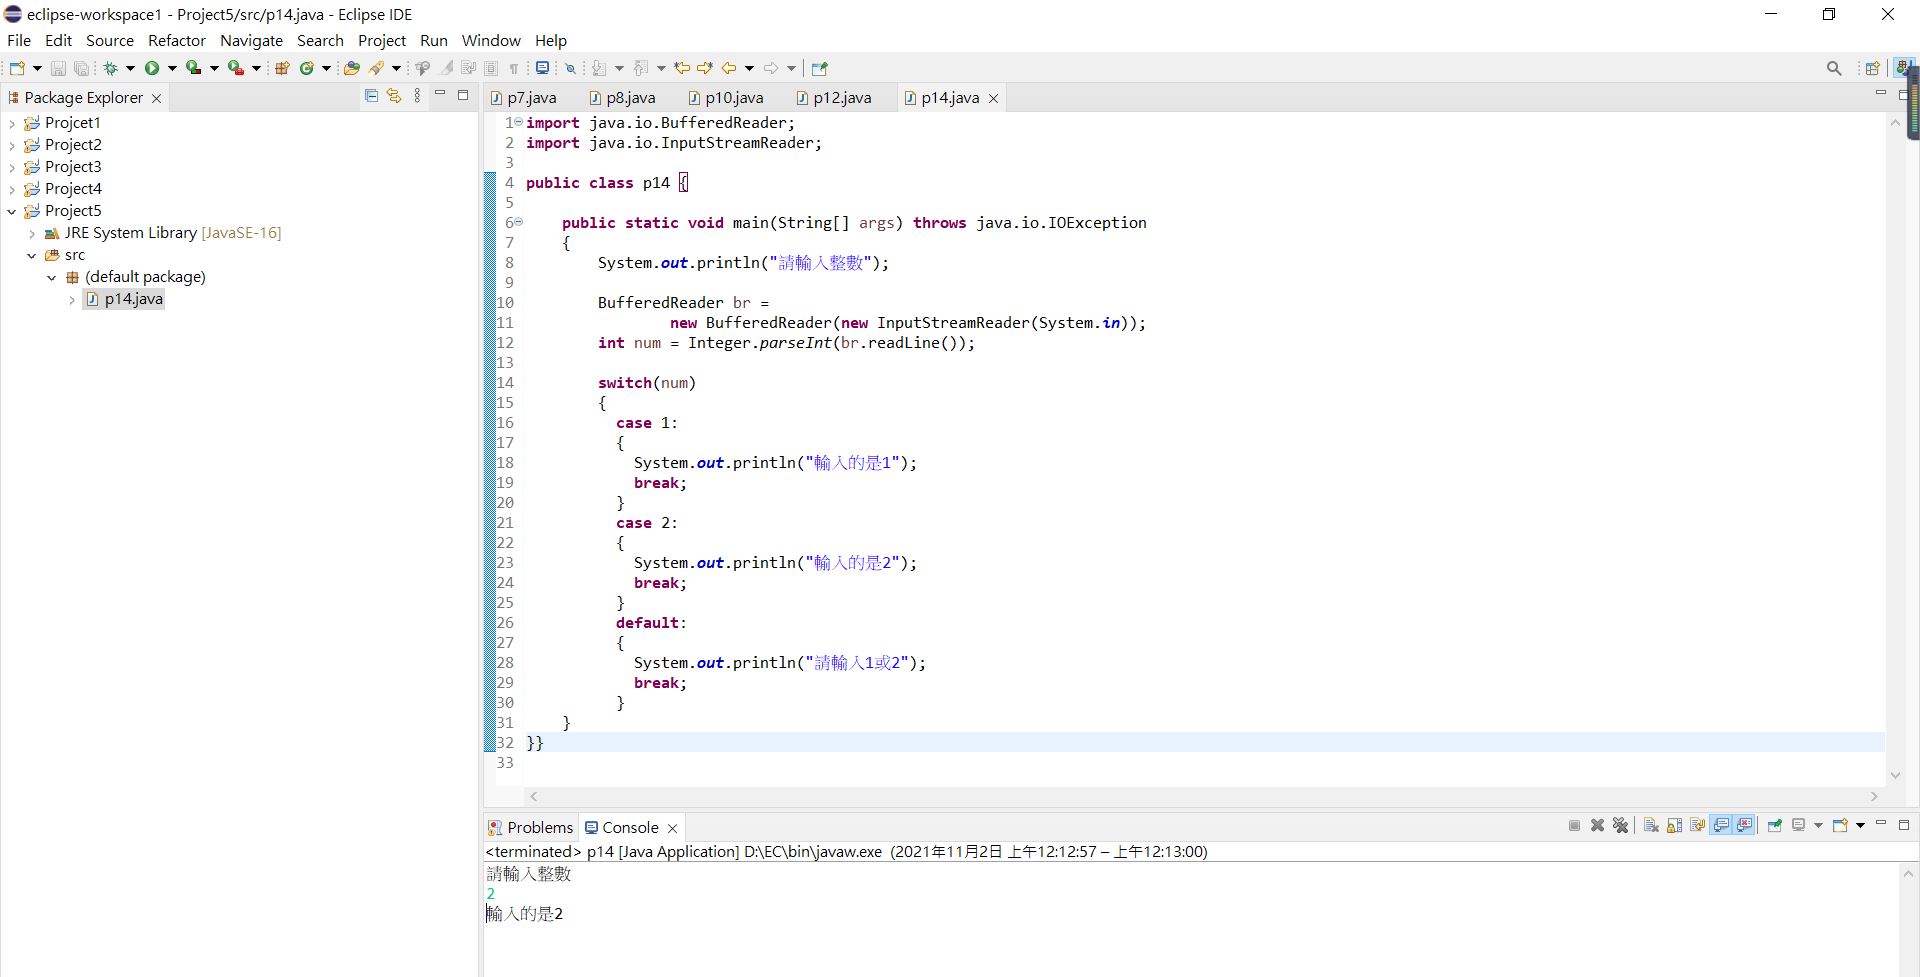 eclipse-workspace1 - Project5/src/p14.java - Eclipse IDE
File Edit Source Refactor Navigate Search Project Run Window Help
Package Explorer
Projcet1
Project2
Project3
Project4
Project5
JRE System Library [JavaSE-16]
src
(default package)
p14.java
p7.java p8.java p10.java p12.java p14.java
1 import java.io.BufferedReader;
2 import java.io.InputStreamReader;
3
4 public class p14 {
5
6 public static void main(String[] args) throws java.io.IOException
7 {
8 System.out.println("請輸入整數");
9
10 BufferedReader br =
11 new BufferedReader(new InputStreamReader(System.in));
12 int num = Integer.parseInt(br.readLine());
13
14 switch(num)
15 {
16 case 1:
17 {
18 System.out.println("輸入的是1");
19 break;
20 }
21 case 2:
22 {
23 System.out.println("輸入的是2");
24 break;
25 }
26 default:
27 {
28 System.out.println("請輸入1或2");
29 break;
30 }
31 }
32 }}
33
Problems Console
<terminated> p14 [Java Application] D:\EC\bin\javaw.exe (2021年11月2日 上午12:12:57 – 上午12:13:00)
請輸入整數
2
輸入的是2